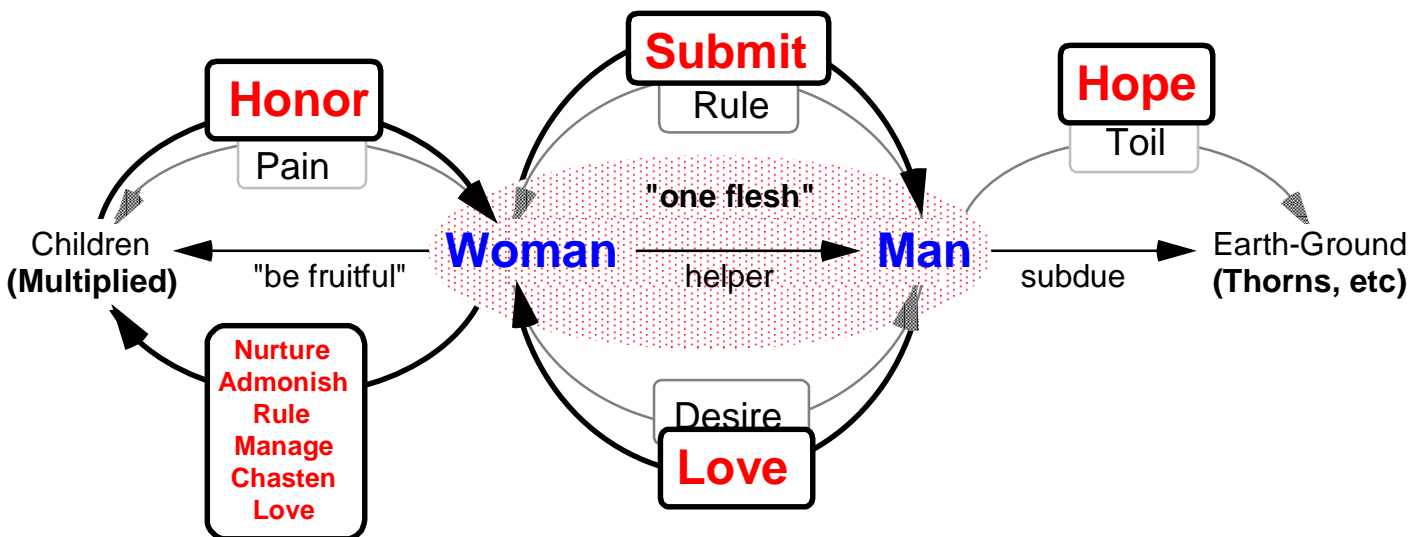 Submit
Honor
Hope
Rule
Toil
Pain
"one flesh"
Children
(Multiplied)
"be fruitful"
Woman
helper
Man
subdue
Earth-Ground
(Thorns, etc)
Nurture
Admonish
Rule
Manage
Chasten
Love
Desire
Love